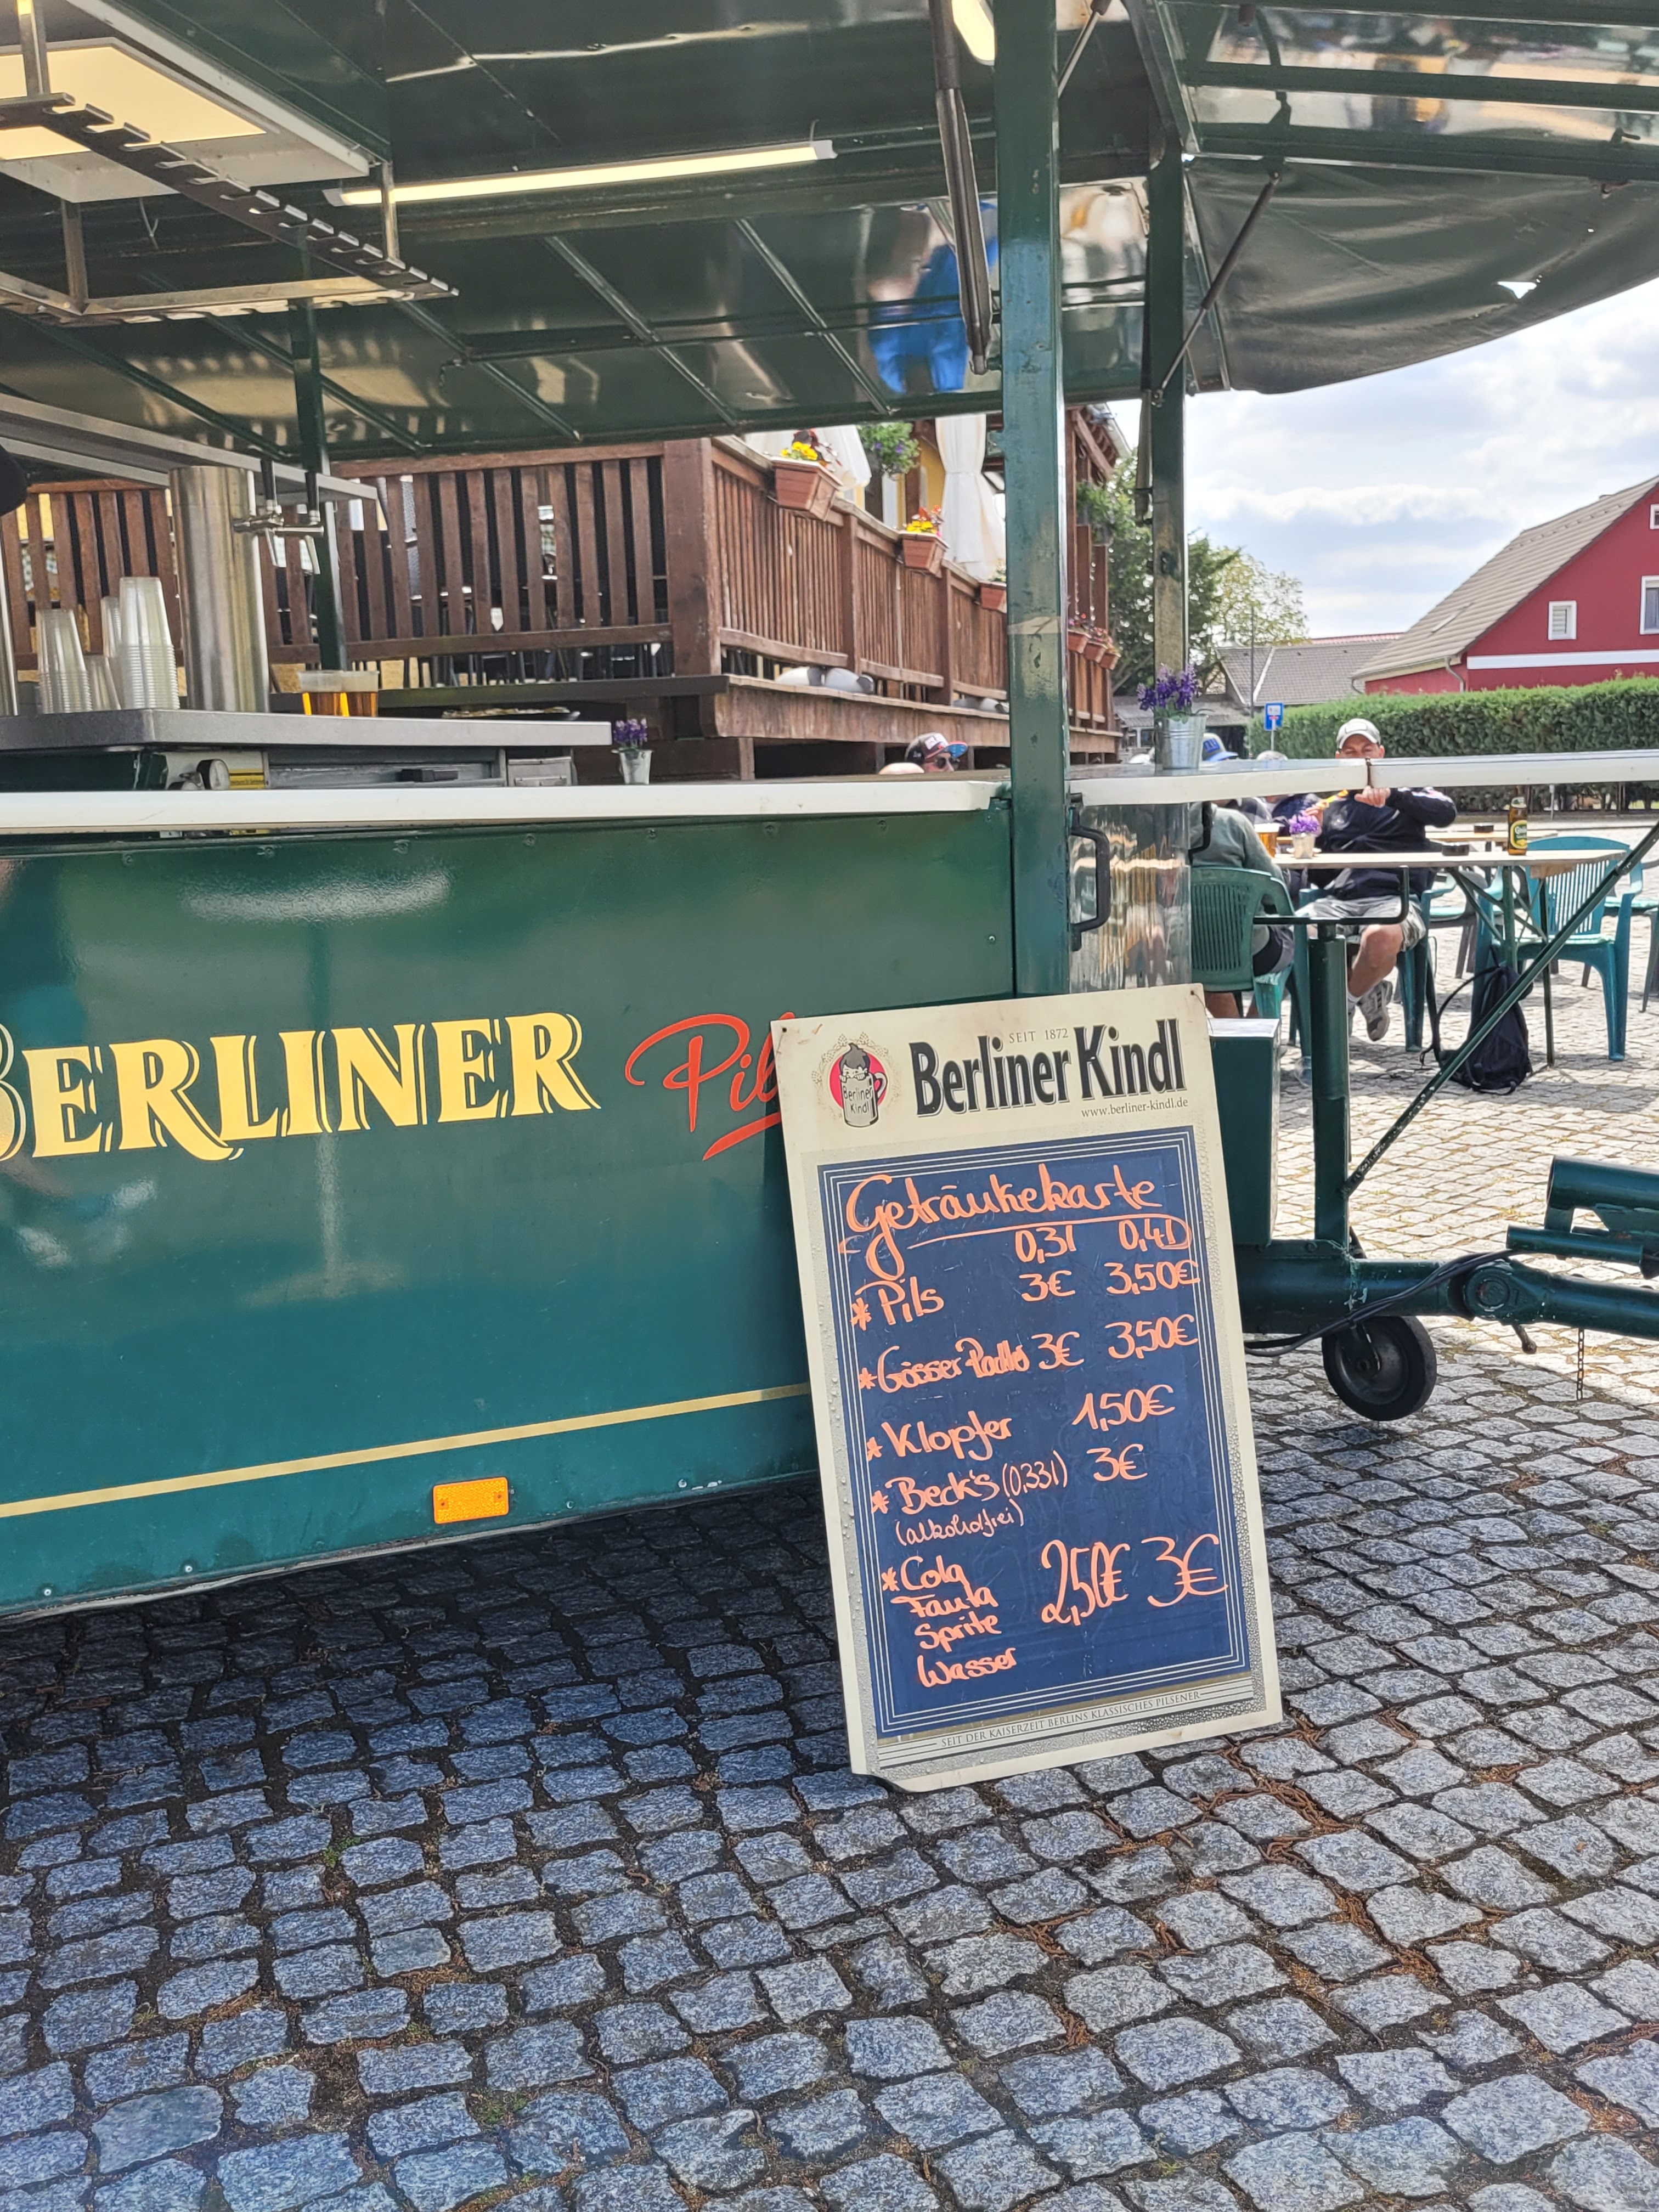 BERLINER Pils
SEIT 1872
Berliner Kindl
www.berliner-kindl.de
Berliner
Kindl
Getränkekarte
0,3l 0,4l
* Pils 3€ 3,50€
* Gösser Radler 3€ 3,50€
* Klopfer 1,50€
* Beck's (0,33l) 3€
(alkoholfrei)
* Cola
Fanta 2,50€ 3€
Sprite
Wasser
SEIT DER KAISERZEIT BERLINS KLASSISCHES PILSENER